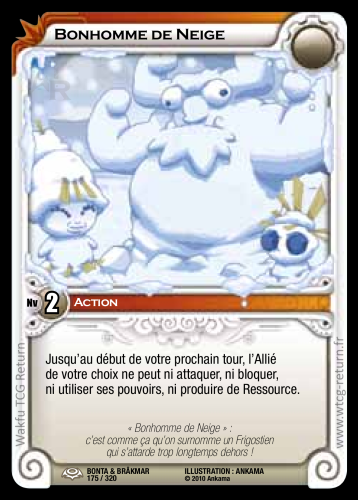 Bonhomme de Neige
Nv 2 Action
Jusqu'au début de votre prochain tour, l'Allié
de votre choix ne peut ni attaquer, ni bloquer,
ni utiliser ses pouvoirs, ni produire de Ressource.
« Bonhomme de Neige » :
c'est comme ça qu'on surnomme un Frigostien
qui s'attarde trop longtemps dehors !
BONTA & BRÂKMAR
175 / 320
ILLUSTRATION : ANKAMA
© 2010 Ankama
Wakfu TCG Return
www.wtcg-return.fr